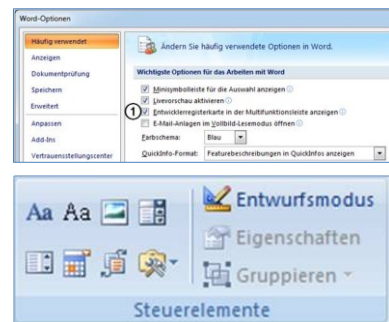 Word-Optionen
Häufig verwendet
Anzeigen
Dokumentprüfung
Speichern
Erweitert
Anpassen
Add-Ins
Vertrauensstellungscenter
Ändern Sie häufig verwendete Optionen in Word.
Wichtigste Optionen für das Arbeiten mit Word
Minisymbolleiste für die Auswahl anzeigen
Livevorschau aktivieren
1 Entwicklerregisterkarte in der Multifunktionsleiste anzeigen
E-Mail-Anlagen im Vollbild-Lesemodus öffnen
Farbschema: Blau
QuickInfo-Format: Featurebeschreibungen in QuickInfos anzeigen
Aa Aa
Entwurfsmodus
Eigenschaften
Gruppieren
Steuerelemente